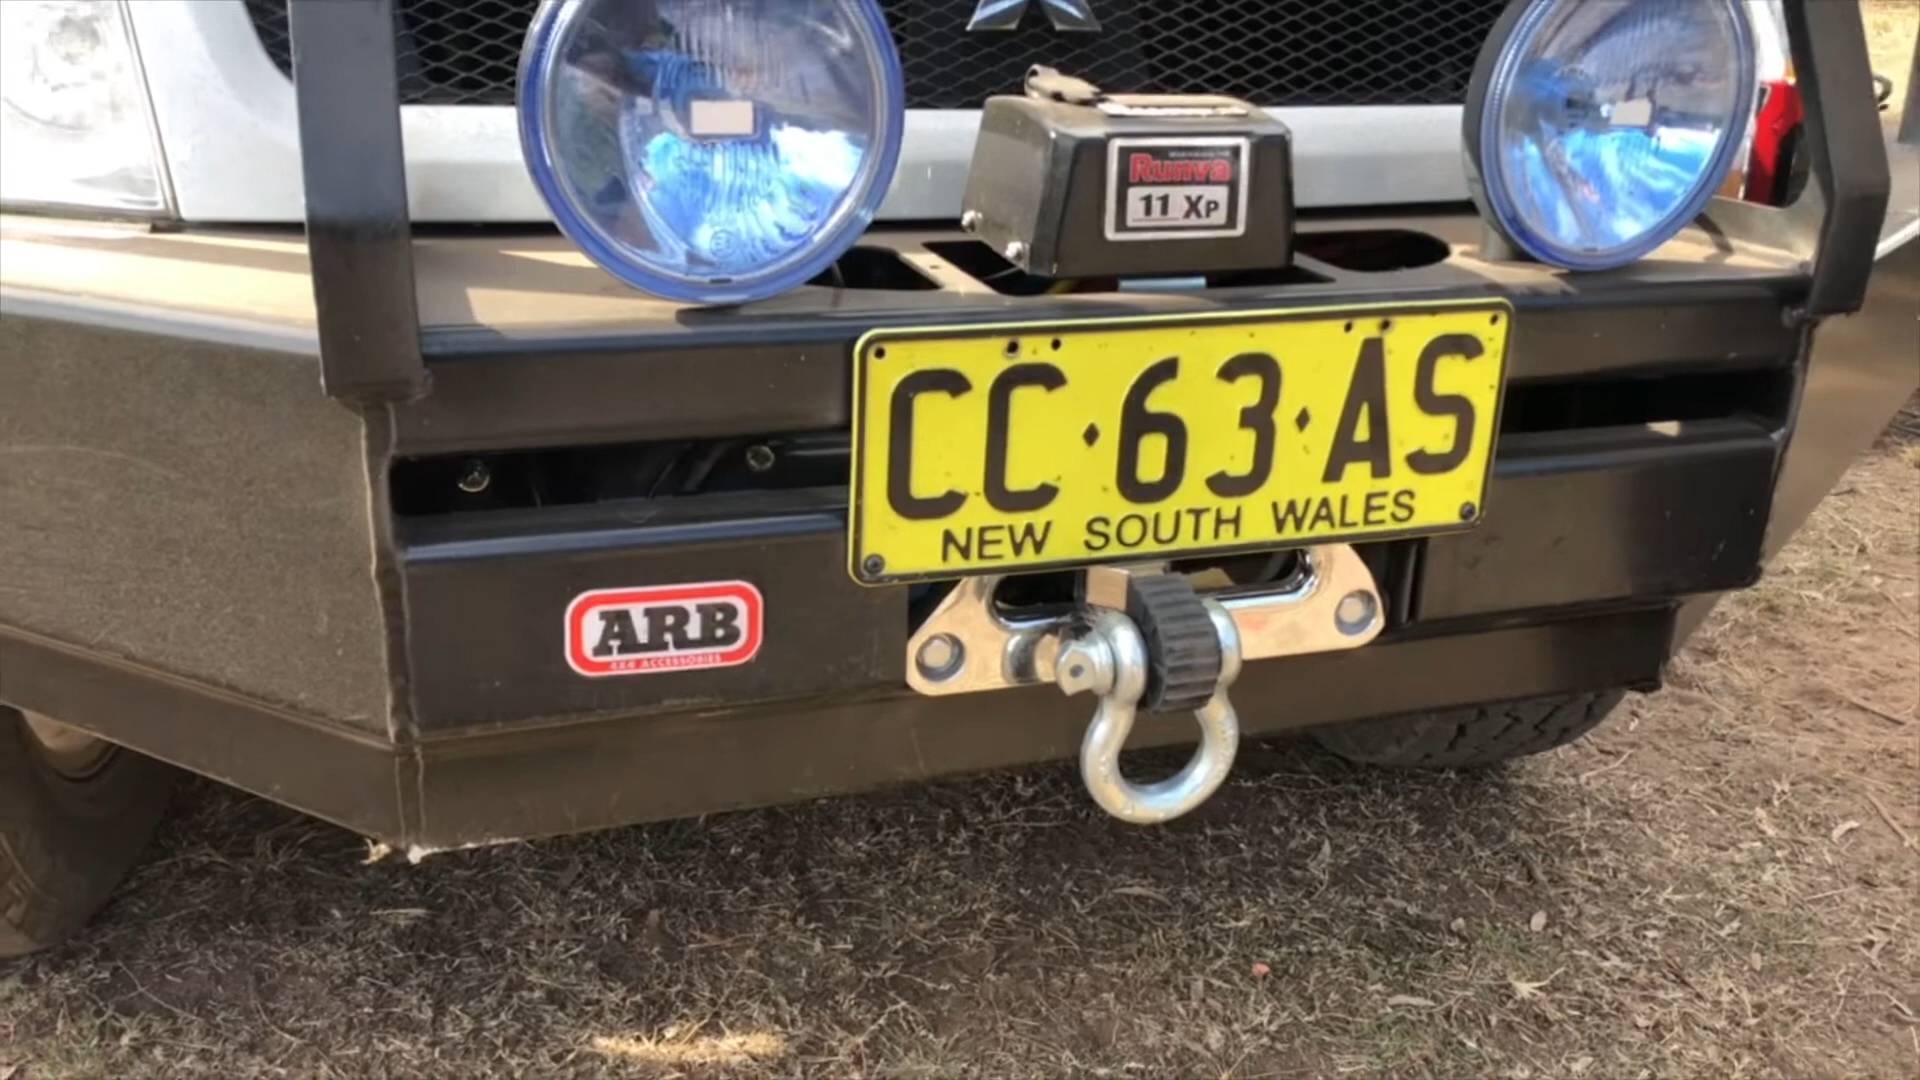 Runva
11 XP
CC·63·AS
NEW SOUTH WALES
ARB
4X4 ACCESSORIES